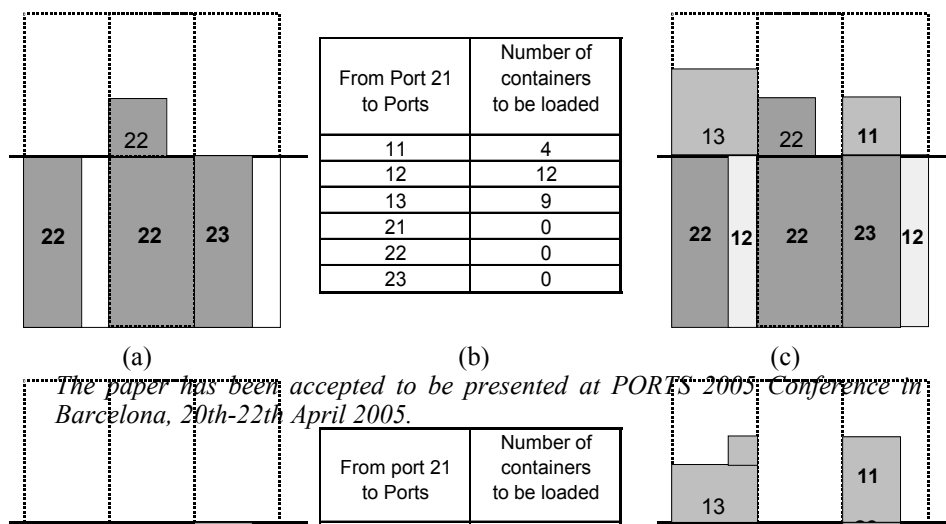 22
22
22
23
From Port 21
to Ports
Number of
containers
to be loaded
11 4
12 12
13 9
21 0
22 0
23 0
13
22
11
22
12
22
23
12
(a)
(b)
(c)
The paper has been accepted to be presented at PORTS 2005 Conference in
Barcelona, 20th-22th April 2005.
From port 21
to Ports
Number of
containers
to be loaded
13
11